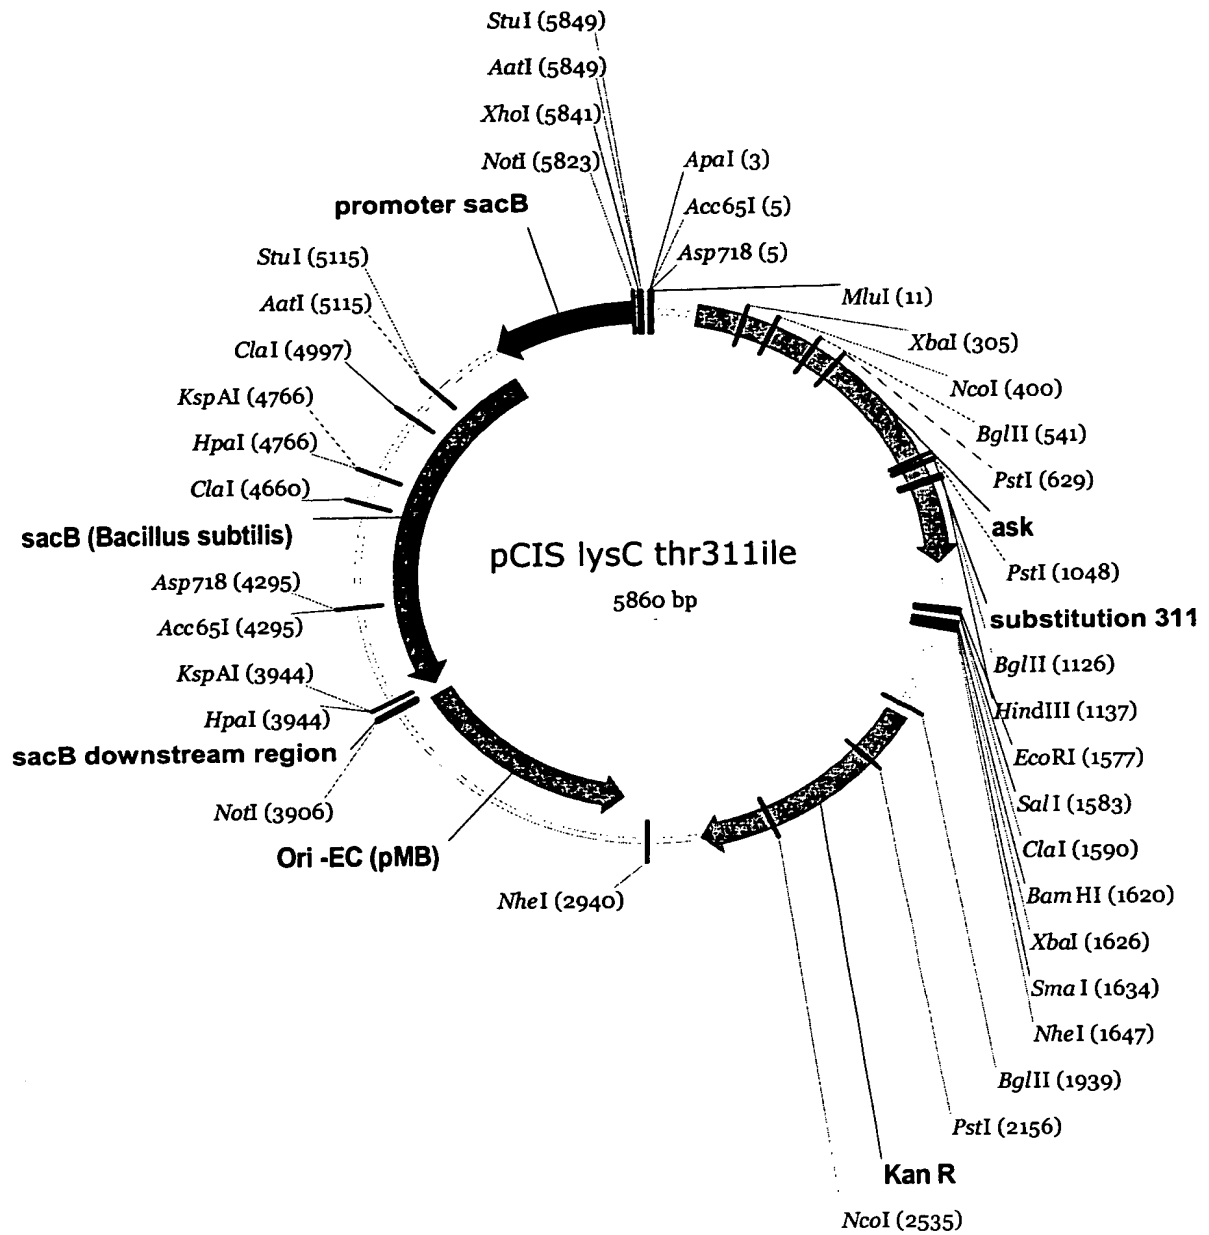 StuI (5849)
AatI (5849)
XhoI (5841)
NotI (5823)
ApaI (3)
Acc65I (5)
Asp718 (5)
MluI (11)
XbaI (305)
NcoI (400)
BglII (541)
PstI (629)
ask
PstI (1048)
substitution 311
BglII (1126)
HindIII (1137)
EcoRI (1577)
SalI (1583)
ClaI (1590)
BamHI (1620)
XbaI (1626)
SmaI (1634)
NheI (1647)
BglII (1939)
PstI (2156)
Kan R
NcoI (2535)
promoter sacB
StuI (5115)
AatI (5115)
ClaI (4997)
KspAI (4766)
HpaI (4766)
ClaI (4660)
sacB (Bacillus subtilis)
Asp718 (4295)
Acc65I (4295)
KspAI (3944)
HpaI (3944)
sacB downstream region
NotI (3906)
Ori -EC (pMB)
NheI (2940)
pCIS lysC thr311ile
5860 bp